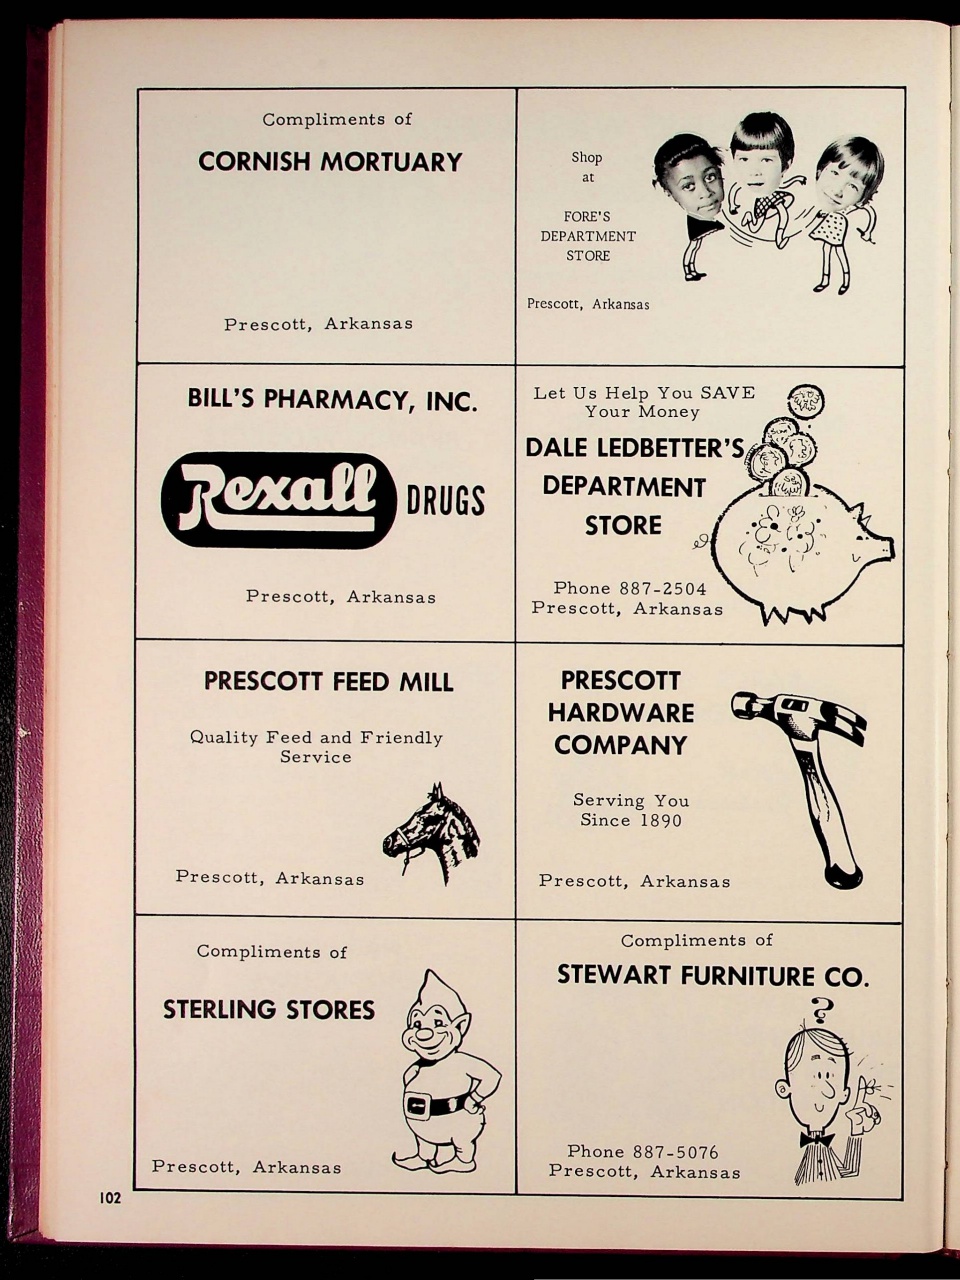 Compliments of
CORNISH MORTUARY
Prescott, Arkansas
Shop
at
FORE'S
DEPARTMENT
STORE
Prescott, Arkansas
BILL'S PHARMACY, INC.
Rexall DRUGS
Prescott, Arkansas
Let Us Help You SAVE
Your Money
DALE LEDBETTER'S
DEPARTMENT
STORE
Phone 887-2504
Prescott, Arkansas
PRESCOTT FEED MILL
Quality Feed and Friendly
Service
Prescott, Arkansas
PRESCOTT
HARDWARE
COMPANY
Serving You
Since 1890
Prescott, Arkansas
Compliments of
STERLING STORES
Prescott, Arkansas
Compliments of
STEWART FURNITURE CO.
?
Phone 887-5076
Prescott, Arkansas
102